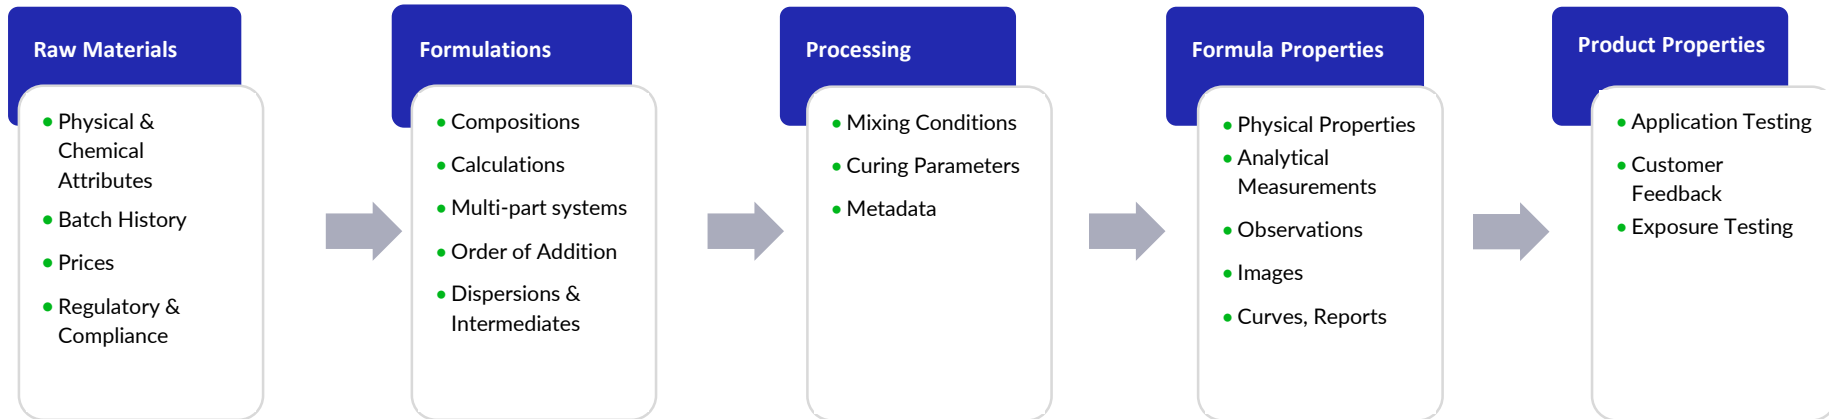 Raw Materials
Physical &
Chemical
Attributes
Batch History
Prices
Regulatory &
Compliance
Formulations
Compositions
Calculations
Multi-part systems
Order of Addition
Dispersions &
Intermediates
Processing
Mixing Conditions
Curing Parameters
Metadata
Formula Properties
Physical Properties
Analytical
Measurements
Observations
Images
Curves, Reports
Product Properties
Application Testing
Customer
Feedback
Exposure Testing